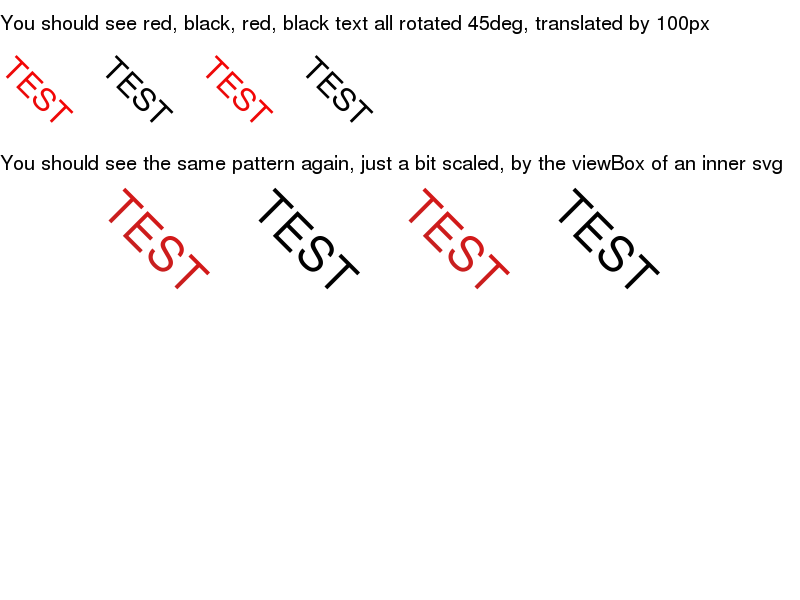 You should see red, black, red, black text all rotated 45deg, translated by 100px
TEST TEST TEST TEST
You should see the same pattern again, just a bit scaled, by the viewBox of an inner svg
TEST TEST TEST TEST